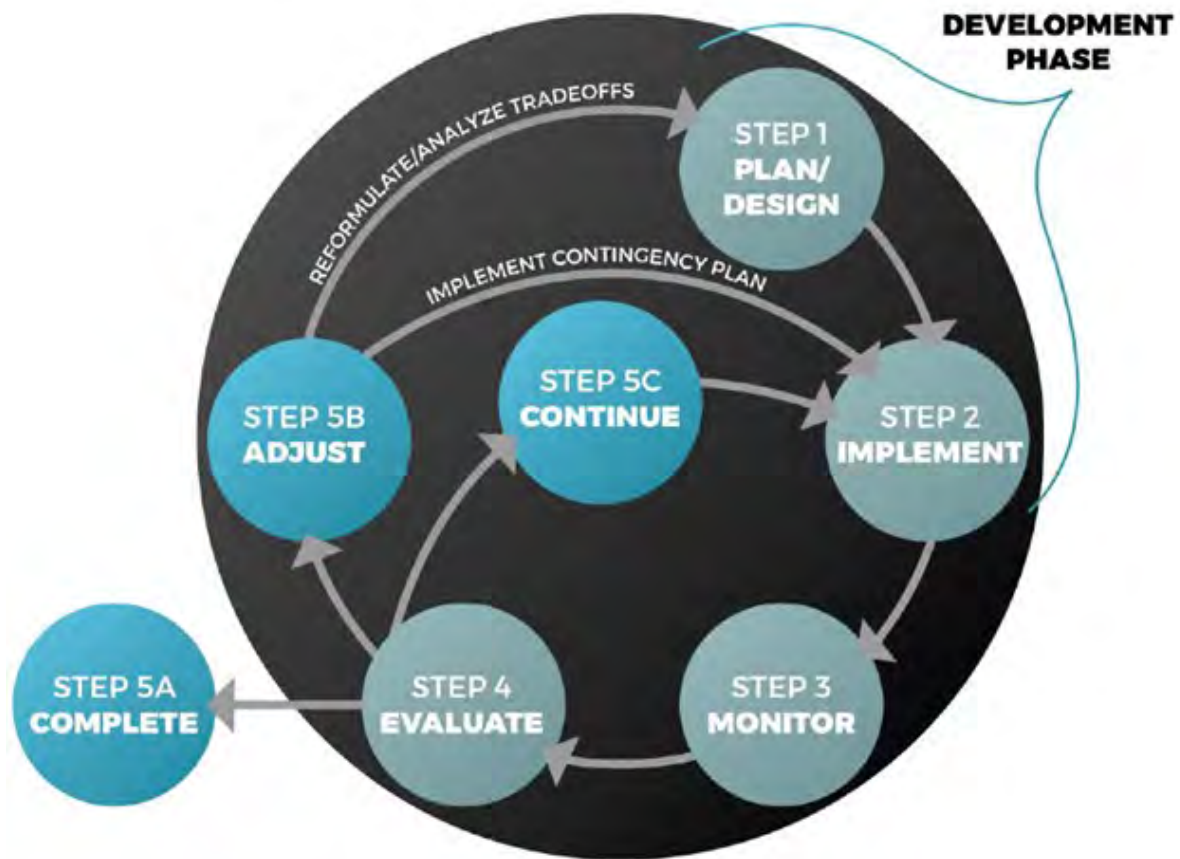 DEVELOPMENT
PHASE
REFORMULATE/ANALYZE TRADEOFFS
STEP 1
PLAN/
DESIGN
IMPLEMENT CONTINGENCY PLAN
STEP 5B
ADJUST
STEP 5C
CONTINUE
STEP 2
IMPLEMENT
STEP 5A
COMPLETE
STEP 4
EVALUATE
STEP 3
MONITOR